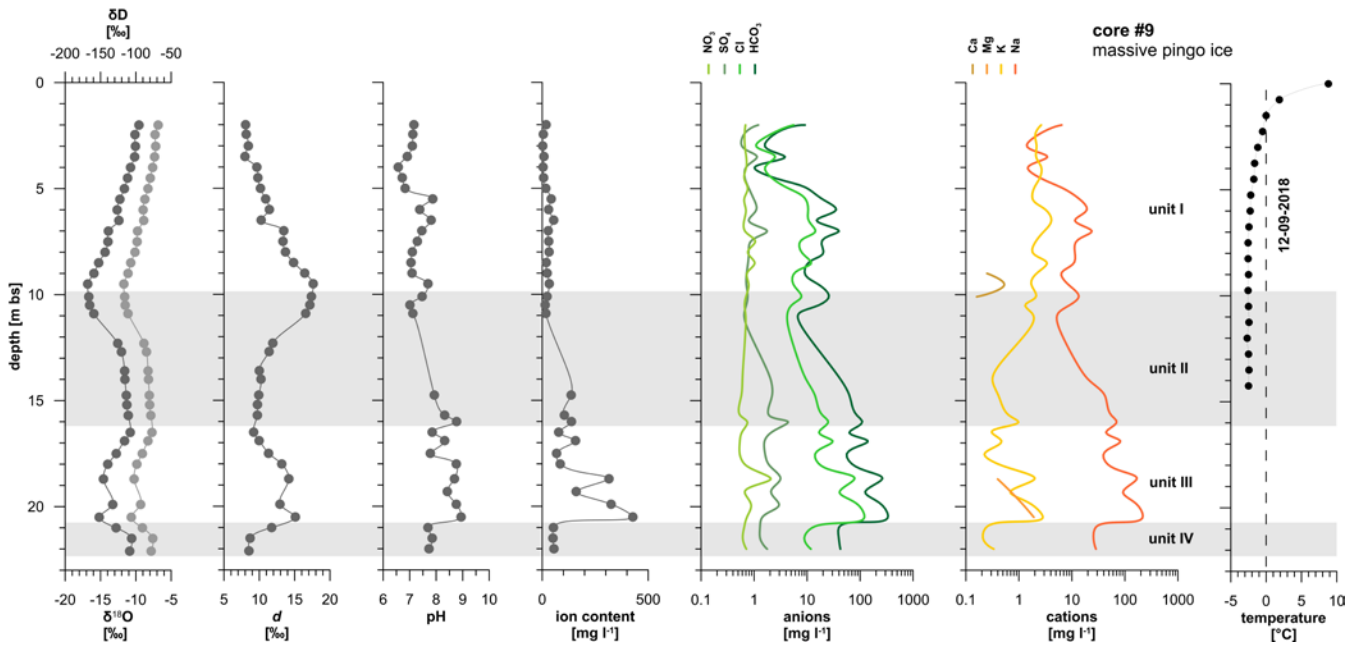 δD
[‰]
-200 -150 -100 -50
NO₃
SO₄
Cl
HCO₃
Ca
Mg
K
Na
core #9
massive pingo ice
depth [m bs]
0
5
10
15
20
unit I
unit II
unit III
unit IV
12-09-2018
-20 -15 -10 -5
δ¹⁸O
[‰]
5 10 15 20
d
[‰]
6 7 8 9 10
pH
0 500
ion content
[mg l⁻¹]
0.1 1 10 100 1000
anions
[mg l⁻¹]
0.1 1 10 100 1000
cations
[mg l⁻¹]
-5 0 5 10
temperature
[°C]